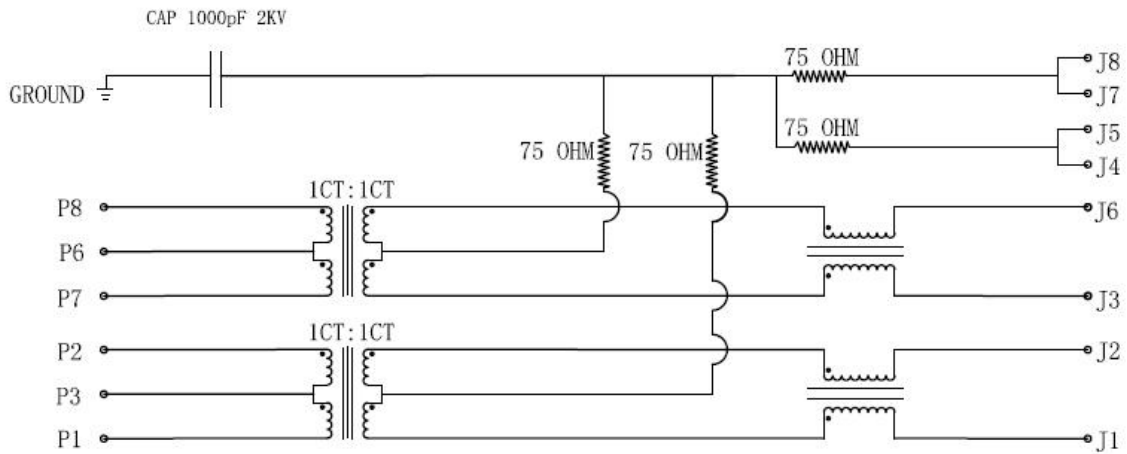 CAP 1000pF 2KV
GROUND
75 OHM
J8
J7
75 OHM
J5
J4
75 OHM
75 OHM
1CT:1CT
P8
J6
P6
P7
J3
1CT:1CT
P2
J2
P3
P1
J1